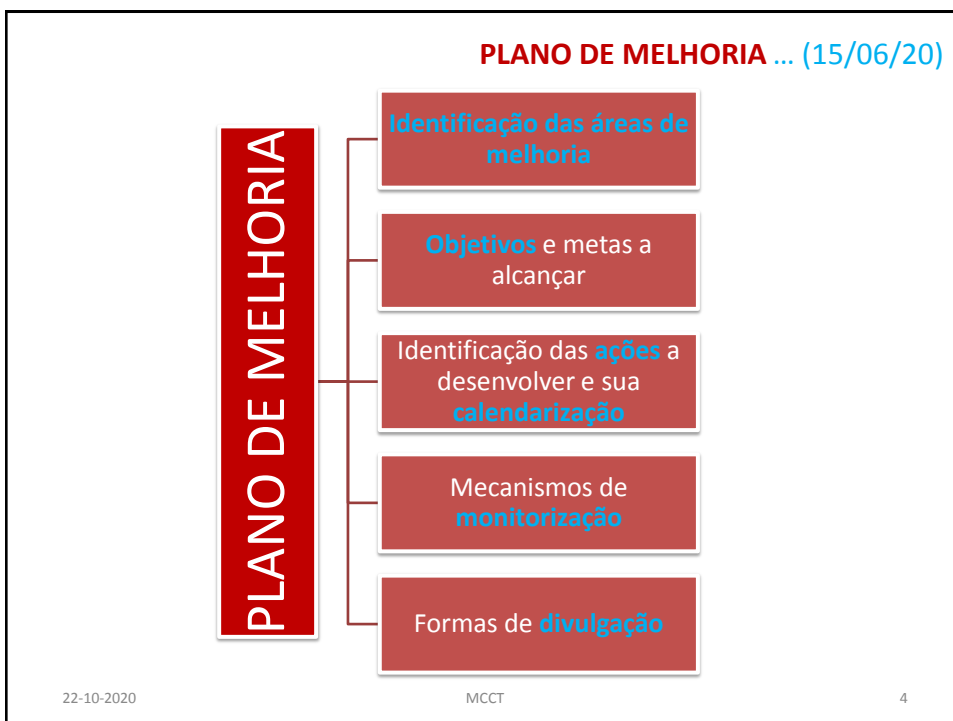 PLANO DE MELHORIA ... (15/06/20)
PLANO DE MELHORIA
Identificação das áreas de
melhoria
Objetivos e metas a
alcançar
Identificação das ações a
desenvolver e sua
calendarização
Mecanismos de
monitorização
Formas de divulgação
22-10-2020
MCCT
4